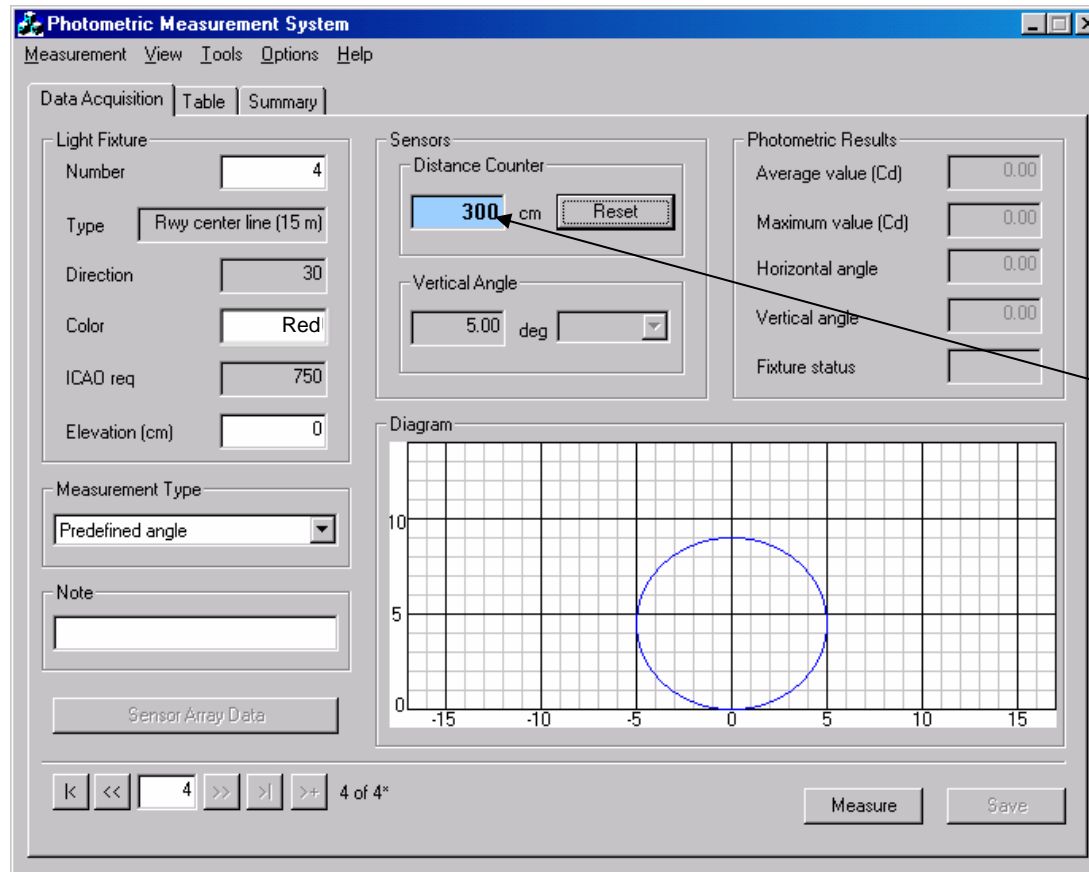 Photometric Measurement System
Measurement View Tools Options Help
Data Acquisition Table Summary
Light Fixture
Number 4
Type Rwy center line (15 m)
Direction 30
Color Red
ICAO req 750
Elevation (cm) 0
Measurement Type
Predefined angle
Note
Sensor Array Data
Sensors
Distance Counter
300 cm Reset
Vertical Angle
5.00 deg
Photometric Results
Average value (Cd) 0.00
Maximum value (Cd) 0.00
Horizontal angle 0.00
Vertical angle 0.00
Fixture status
Diagram
10
5
0
-15 -10 -5 0 5 10 15
|< << 4 >> >| >+ 4 of 4*
Measure Save